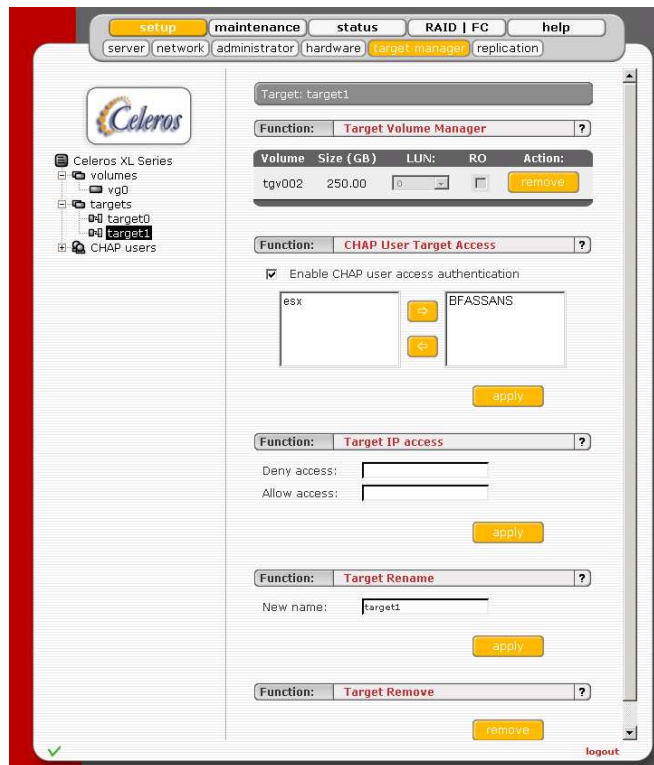 setup maintenance status RAID | FC help
server network administrator hardware target manager replication
Celeros
Celeros XL Series
volumes
vg0
targets
target0
target1
CHAP users
Target: target1
Function: Target Volume Manager ?
Volume Size (GB) LUN: RO Action:
tgv002 250.00 0 remove
Function: CHAP User Target Access ?
Enable CHAP user access authentication
esx BFASSANS
apply
Function: Target IP access ?
Deny access:
Allow access:
apply
Function: Target Rename ?
New name: target1
apply
Function: Target Remove ?
remove
logout